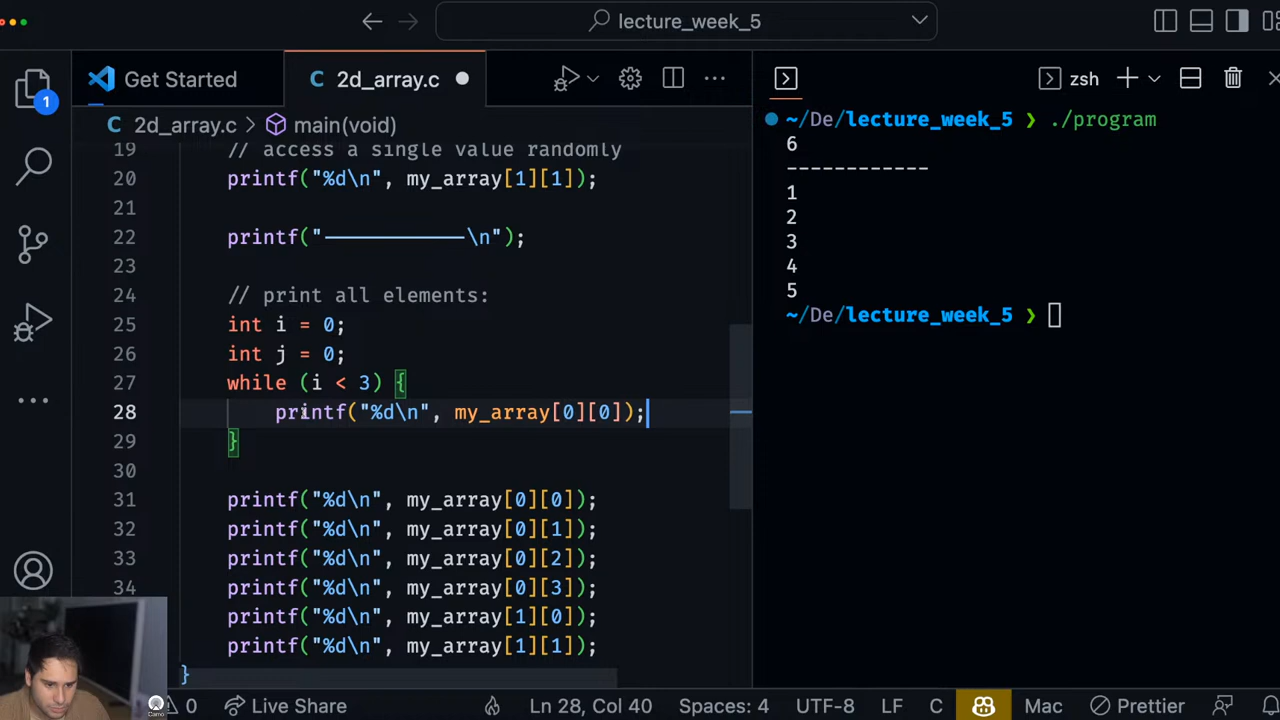 lecture_week_5
Get Started
C 2d_array.c
zsh
C 2d_array.c > main(void)
19 // access a single value randomly
20 printf("%d\n", my_array[1][1]);
21
22 printf("------------\n");
23
24 // print all elements:
25 int i = 0;
26 int j = 0;
27 while (i < 3) {
28 printf("%d\n", my_array[0][0]);
29 }
30
31 printf("%d\n", my_array[0][0]);
32 printf("%d\n", my_array[0][1]);
33 printf("%d\n", my_array[0][2]);
34 printf("%d\n", my_array[0][3]);
printf("%d\n", my_array[1][0]);
printf("%d\n", my_array[1][1]);
}
~/De/lecture_week_5 ❯ ./program
6
------------
1
2
3
4
5
~/De/lecture_week_5 ❯
1
Camo
0
Live Share
Ln 28, Col 40
Spaces: 4
UTF-8
LF
C
Mac
Prettier